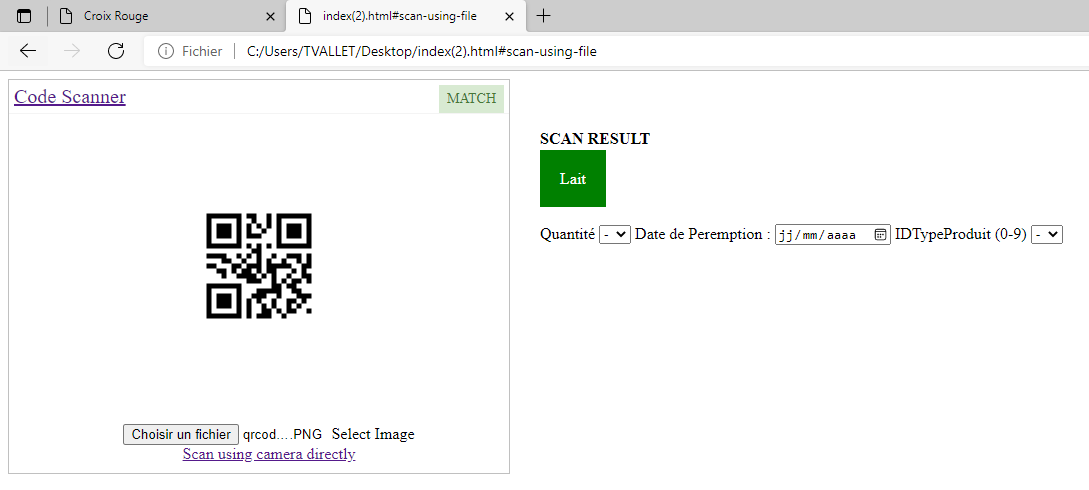 Croix Rouge
index(2).html#scan-using-file
Fichier C:/Users/TVALLET/Desktop/index(2).html#scan-using-file
Code Scanner MATCH
SCAN RESULT
Lait
Quantité - Date de Peremption : jj/mm/aaaa IDTypeProduit (0-9) -
Choisir un fichier qrcod....PNG Select Image
Scan using camera directly